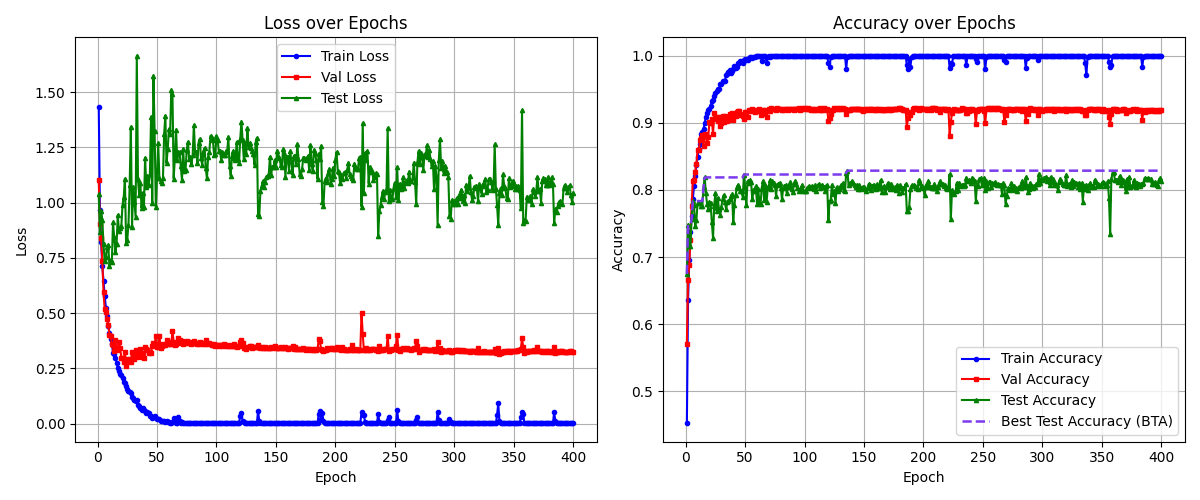 Loss over Epochs
Train Loss
Val Loss
Test Loss
Loss
1.50
1.25
1.00
0.75
0.50
0.25
0.00
0
50
100
150
200
250
300
350
400
Epoch
Accuracy over Epochs
Accuracy
1.0
0.9
0.8
0.7
0.6
0.5
Train Accuracy
Val Accuracy
Test Accuracy
Best Test Accuracy (BTA)
0
50
100
150
200
250
300
350
400
Epoch